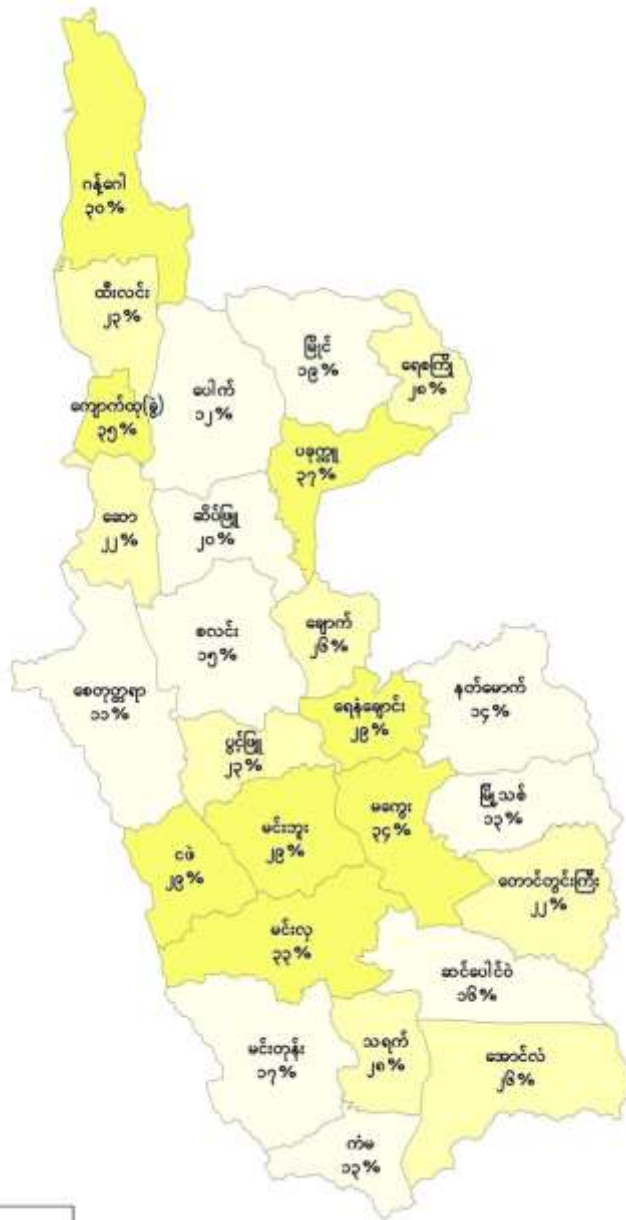 ဂန့်ဂေါ
၃၀%
ထီးလင်း
၂၃%
မြိုင်
၁၉%
ရေစကြို
၂၈%
ပေါက်
၁၂%
ကျောက်ထု(ခွဲ)
၃၅%
ပခုက္ကူ
၃၇%
ဆော
၂၂%
ဆိပ်ဖြူ
၂၀%
စလင်း
၁၅%
ချောက်
၂၆%
စေတုတ္တရာ
၁၁%
နတ်မောက်
၁၄%
ရေနံချောင်း
၂၉%
ပွင့်ဖြူ
၂၃%
မြို့သစ်
၁၃%
မကွေး
၃၄%
မင်းဘူး
၂၉%
ငဖဲ
၂၉%
တောင်တွင်းကြီး
၂၂%
မင်းလှ
၃၃%
ဆင်ပေါင်ဝဲ
၁၆%
မင်းတုန်း
၁၇%
သရက်
၂၈%
အောင်လံ
၂၆%
ကံမ
၁၃%